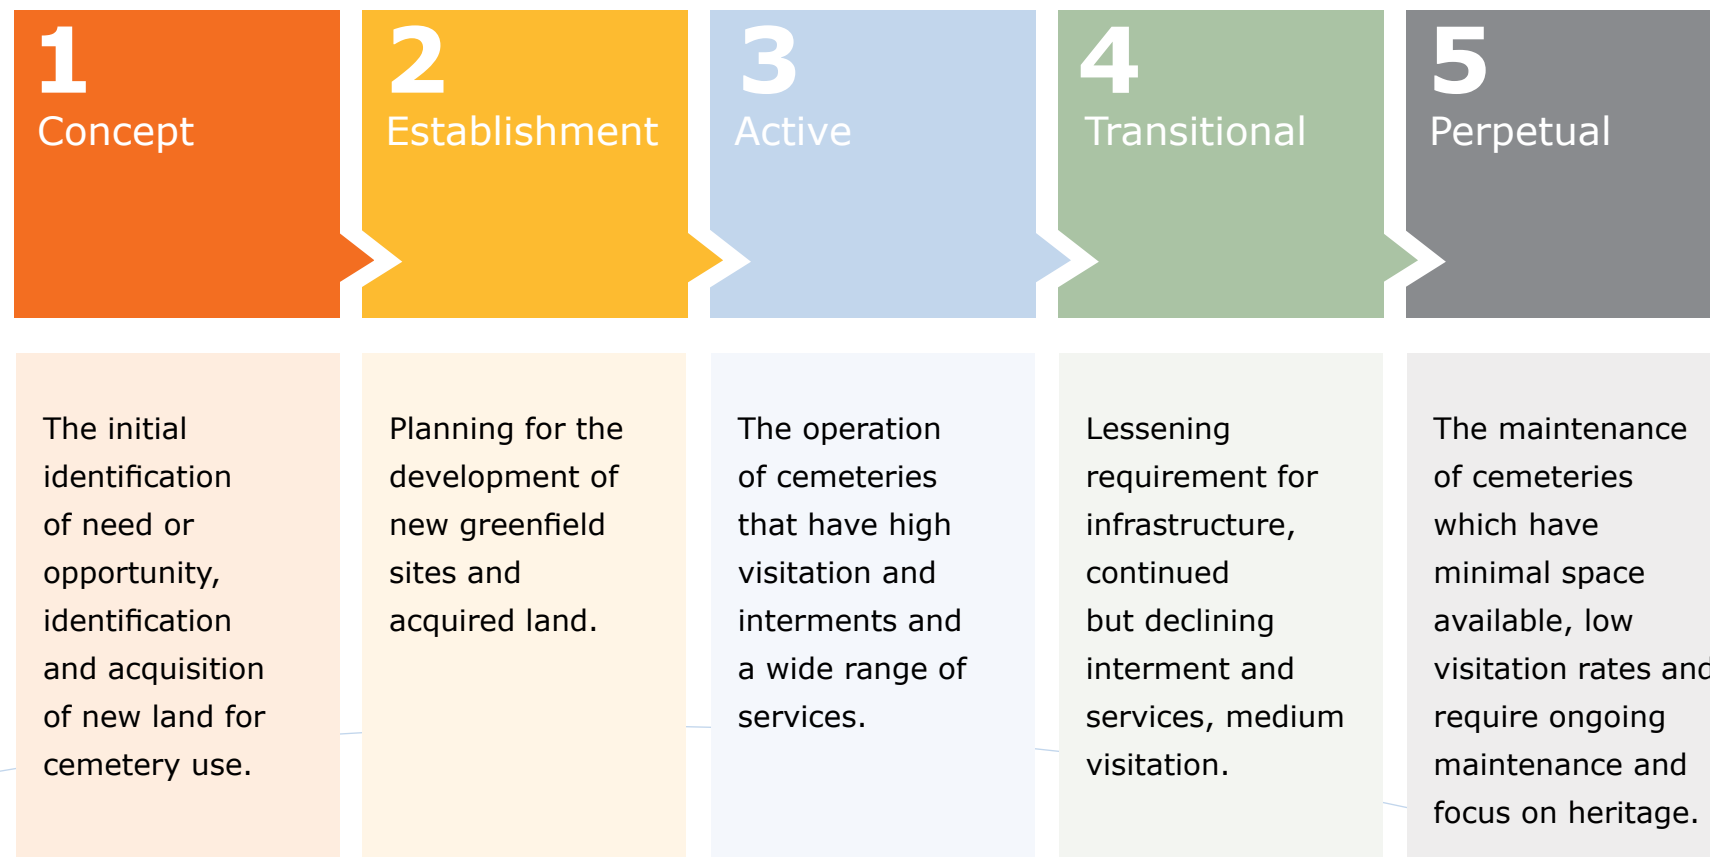 1
Concept
2
Establishment
3
Active
4
Transitional
5
Perpetual
The initial
identification
of need or
opportunity,
identification
and acquisition
of new land for
cemetery use.
Planning for the
development of
new greenfield
sites and
acquired land.
The operation
of cemeteries
that have high
visitation and
interments and
a wide range of
services.
Lessening
requirement for
infrastructure,
continued
but declining
interment and
services, medium
visitation.
The maintenance
of cemeteries
which have
minimal space
available, low
visitation rates and
require ongoing
maintenance and
focus on heritage.